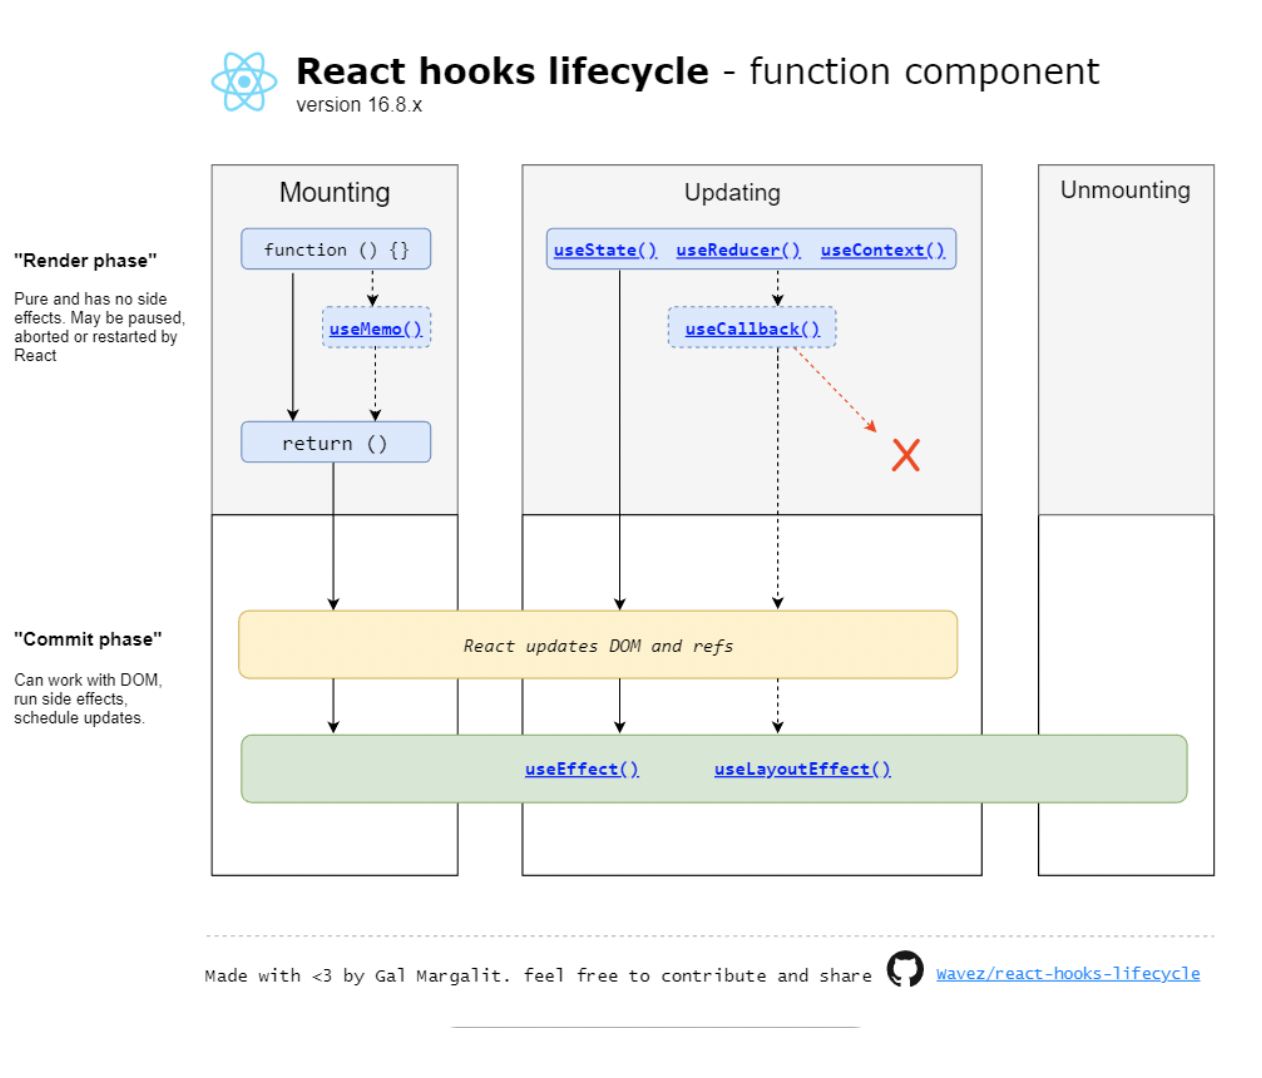 React hooks lifecycle - function component
version 16.8.x
Mounting
Updating
Unmounting
"Render phase"
Pure and has no side
effects. May be paused,
aborted or restarted by
React
function () {}
useMemo()
return ()
useState() useReducer() useContext()
useCallback()
"Commit phase"
Can work with DOM,
run side effects,
schedule updates.
React updates DOM and refs
useEffect() useLayoutEffect()
Made with <3 by Gal Margalit. feel free to contribute and share
Wavez/react-hooks-lifecycle